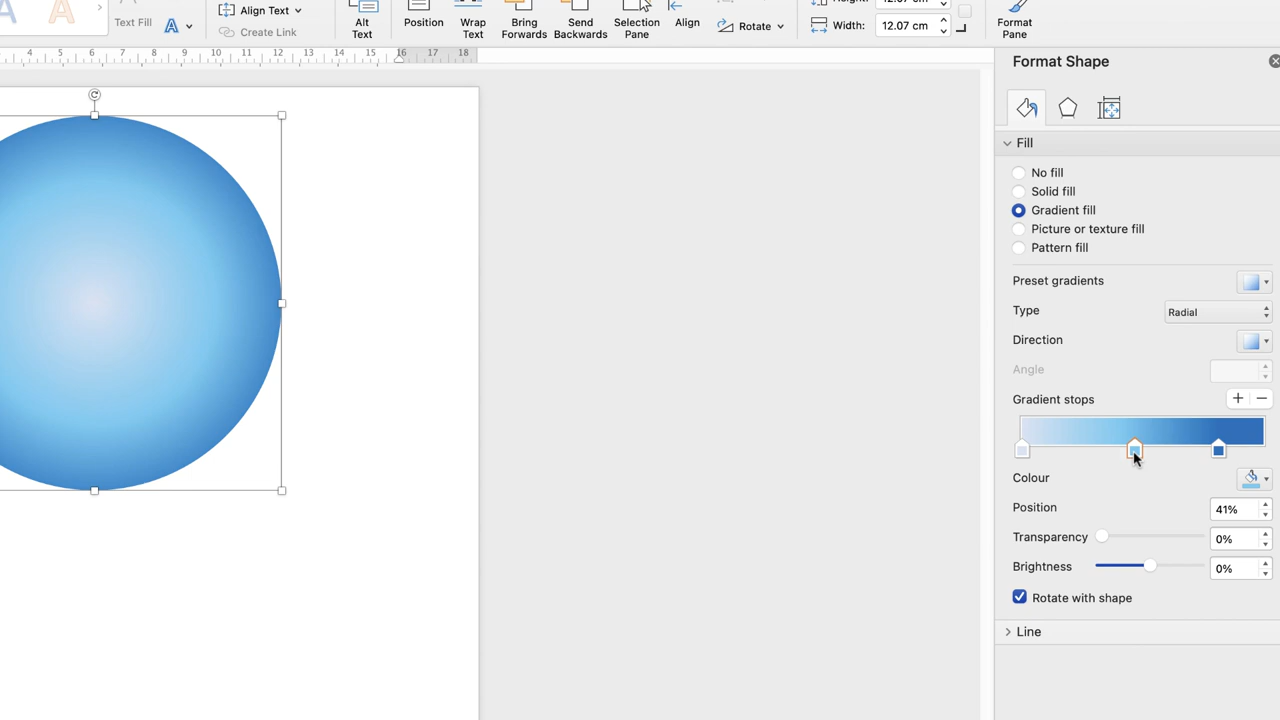 Text Fill
A
Align Text
Create Link
Alt Text
Position
Wrap Text
Bring Forwards
Send Backwards
Selection Pane
Align
Rotate
Width: 12.07 cm
Format Pane
4 5 6 7 8 9 10 11 12 13 14 15 16 17 18
Format Shape
Fill
No fill
Solid fill
Gradient fill
Picture or texture fill
Pattern fill
Preset gradients
Type Radial
Direction
Angle
Gradient stops + −
Colour
Position 41%
Transparency 0%
Brightness 0%
Rotate with shape
Line